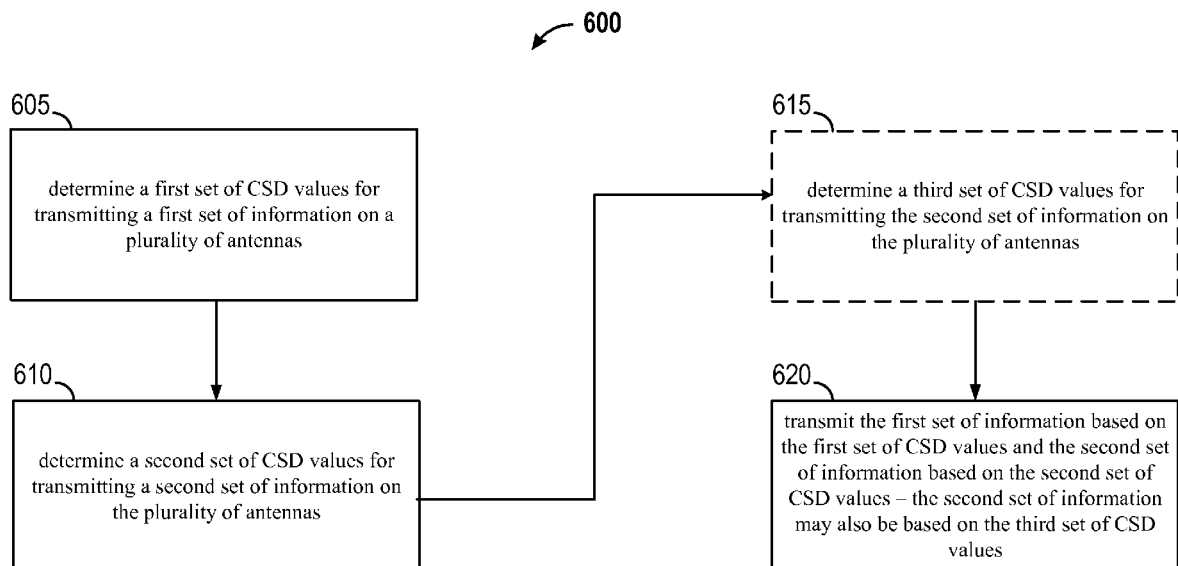 600
605
determine a first set of CSD values for
transmitting a first set of information on a
plurality of antennas
610
determine a second set of CSD values for
transmitting a second set of information on
the plurality of antennas
615
determine a third set of CSD values for
transmitting the second set of information on
the plurality of antennas
620
transmit the first set of information based on
the first set of CSD values and the second set
of information based on the second set of
CSD values – the second set of information
may also be based on the third set of CSD
values